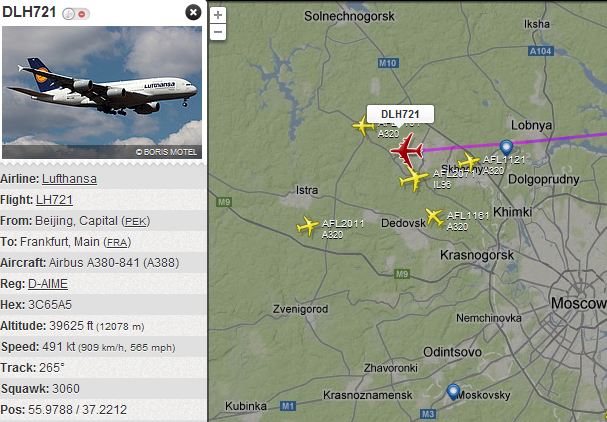 DLH721
Lufthansa
© BORIS MOTEL
Airline: Lufthansa
Flight: LH721
From: Beijing, Capital (PEK)
To: Frankfurt, Main (FRA)
Aircraft: Airbus A380-841 (A388)
Reg: D-AIME
Hex: 3C65A5
Altitude: 39625 ft (12078 m)
Speed: 491 kt (909 km/h, 565 mph)
Track: 265°
Squawk: 3060
Pos: 55.9788 / 37.2212
+
−
Solnechnogorsk
Iksha
A104
M10
DLH721
A320
Lobnya
AFL1121
A320
AFL2071
IL96
Dolgoprudny
Istra
M9
AFL2011
A320
Dedovsk
AFL1161
A320
Khimki
Krasnogorsk
M9
Zvenigorod
Nemchinovka
Moscow
Odintsovo
Zhavoronki
Krasnoznamensk
Moskovsky
Kubinka
M1
M3